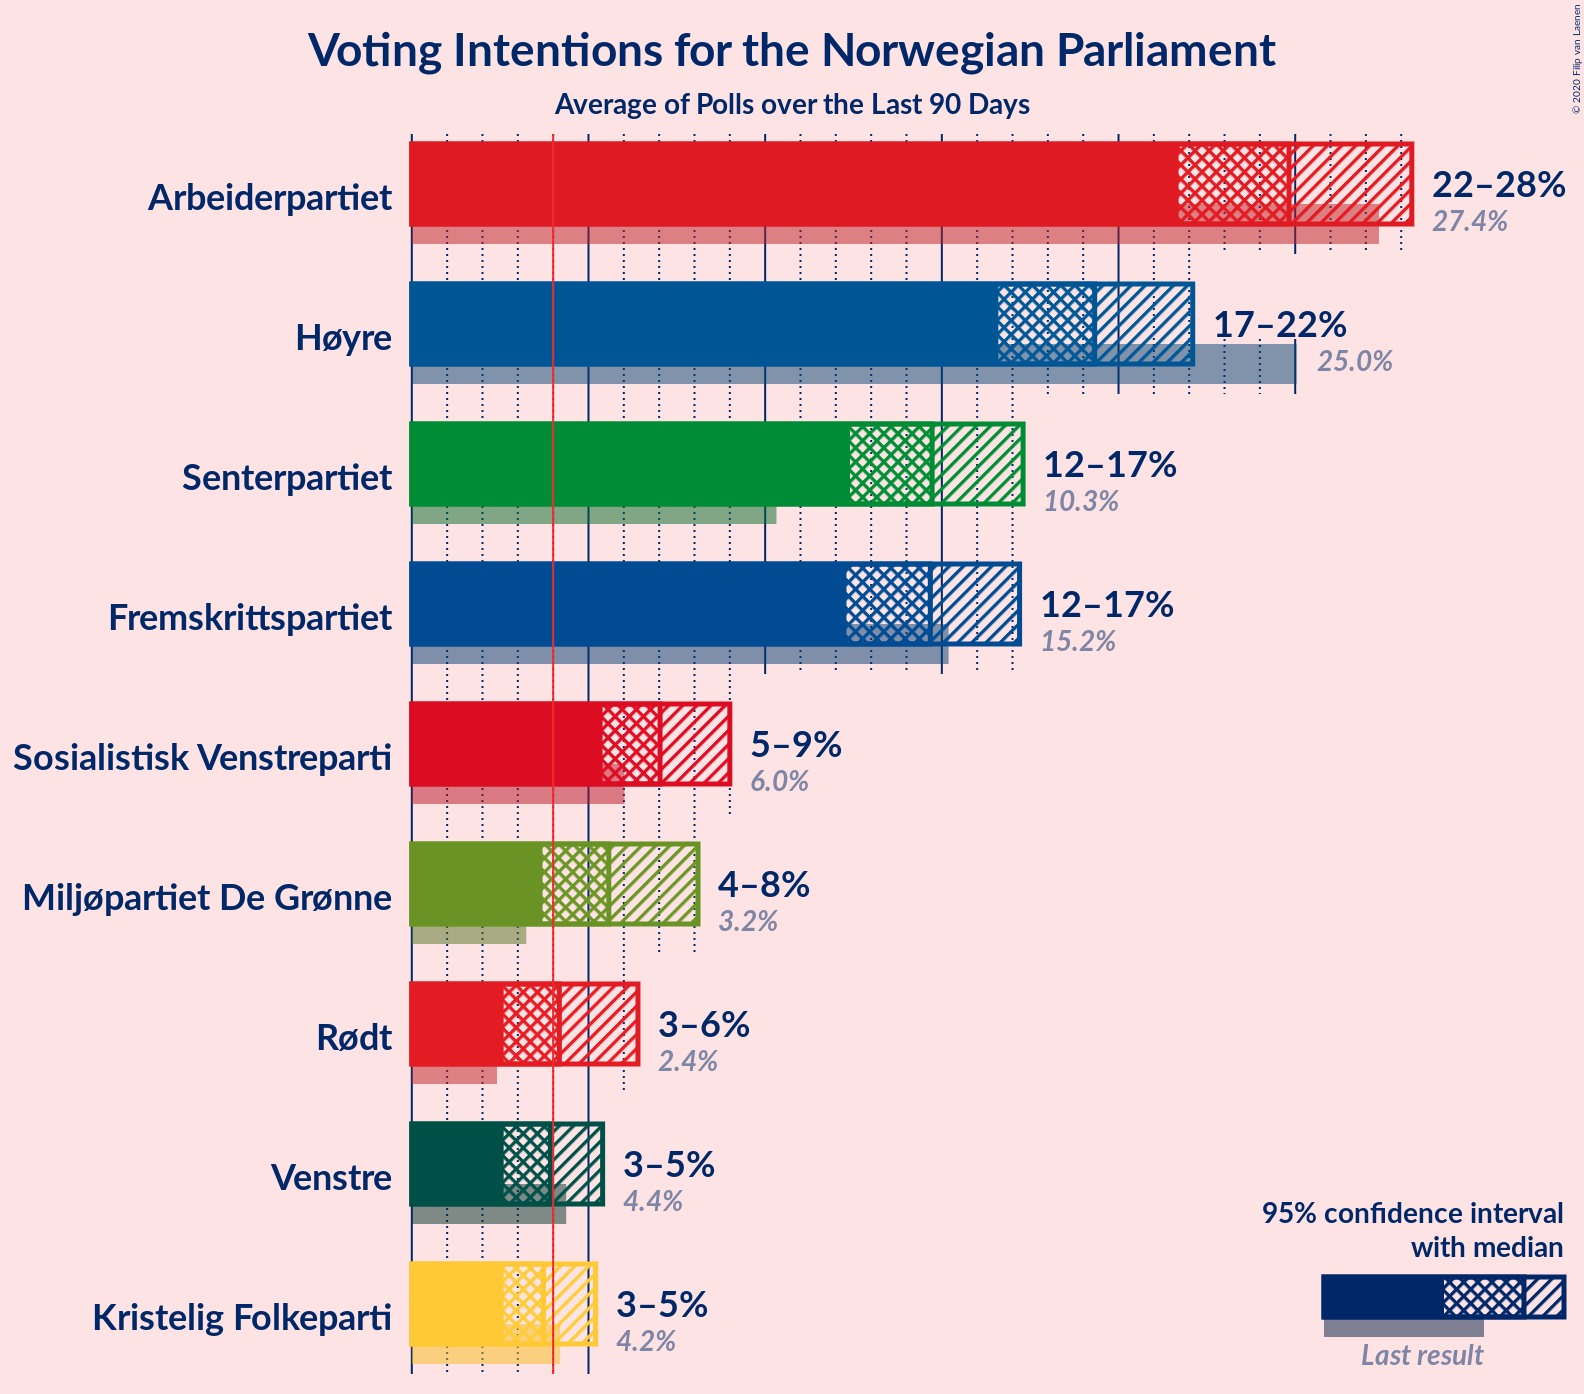 Voting Intentions for the Norwegian Parliament
Average of Polls over the Last 90 Days
© 2020 Filip van Laenen
Arbeiderpartiet
22–28%
27.4%
Høyre
17–22%
25.0%
Senterpartiet
12–17%
10.3%
Fremskrittspartiet
12–17%
15.2%
Sosialistisk Venstreparti
5–9%
6.0%
Miljøpartiet De Grønne
4–8%
3.2%
Rødt
3–6%
2.4%
Venstre
3–5%
4.4%
Kristelig Folkeparti
3–5%
4.2%
95% confidence interval
with median
Last result